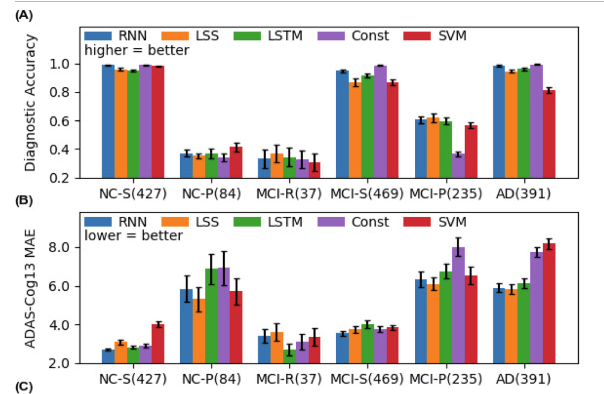 (A)
RNN LSS LSTM Const SVM
higher = better
Diagnostic Accuracy
1.0
0.8
0.6
0.4
0.2
NC-S(427) NC-P(84) MCI-R(37) MCI-S(469) MCI-P(235) AD(391)
(B)
RNN LSS LSTM Const SVM
lower = better
ADAS-Cog13 MAE
8.0
6.0
4.0
2.0
NC-S(427) NC-P(84) MCI-R(37) MCI-S(469) MCI-P(235) AD(391)
(C)